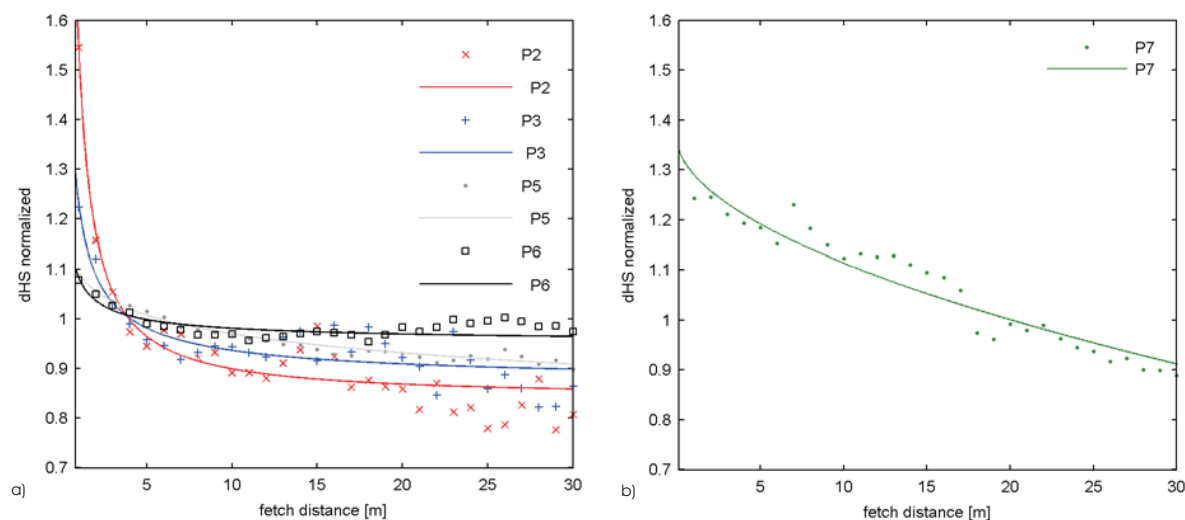 1.6
1.5
1.4
1.3
1.2
1.1
1
0.9
0.8
0.7
dHS normalized
5
10
15
20
25
30
fetch distance [m]
P2
P2
P3
P3
P5
P5
P6
P6
a)
1.6
1.5
1.4
1.3
1.2
1.1
1
0.9
0.8
0.7
dHS normalized
5
10
15
20
25
30
fetch distance [m]
P7
P7
b)